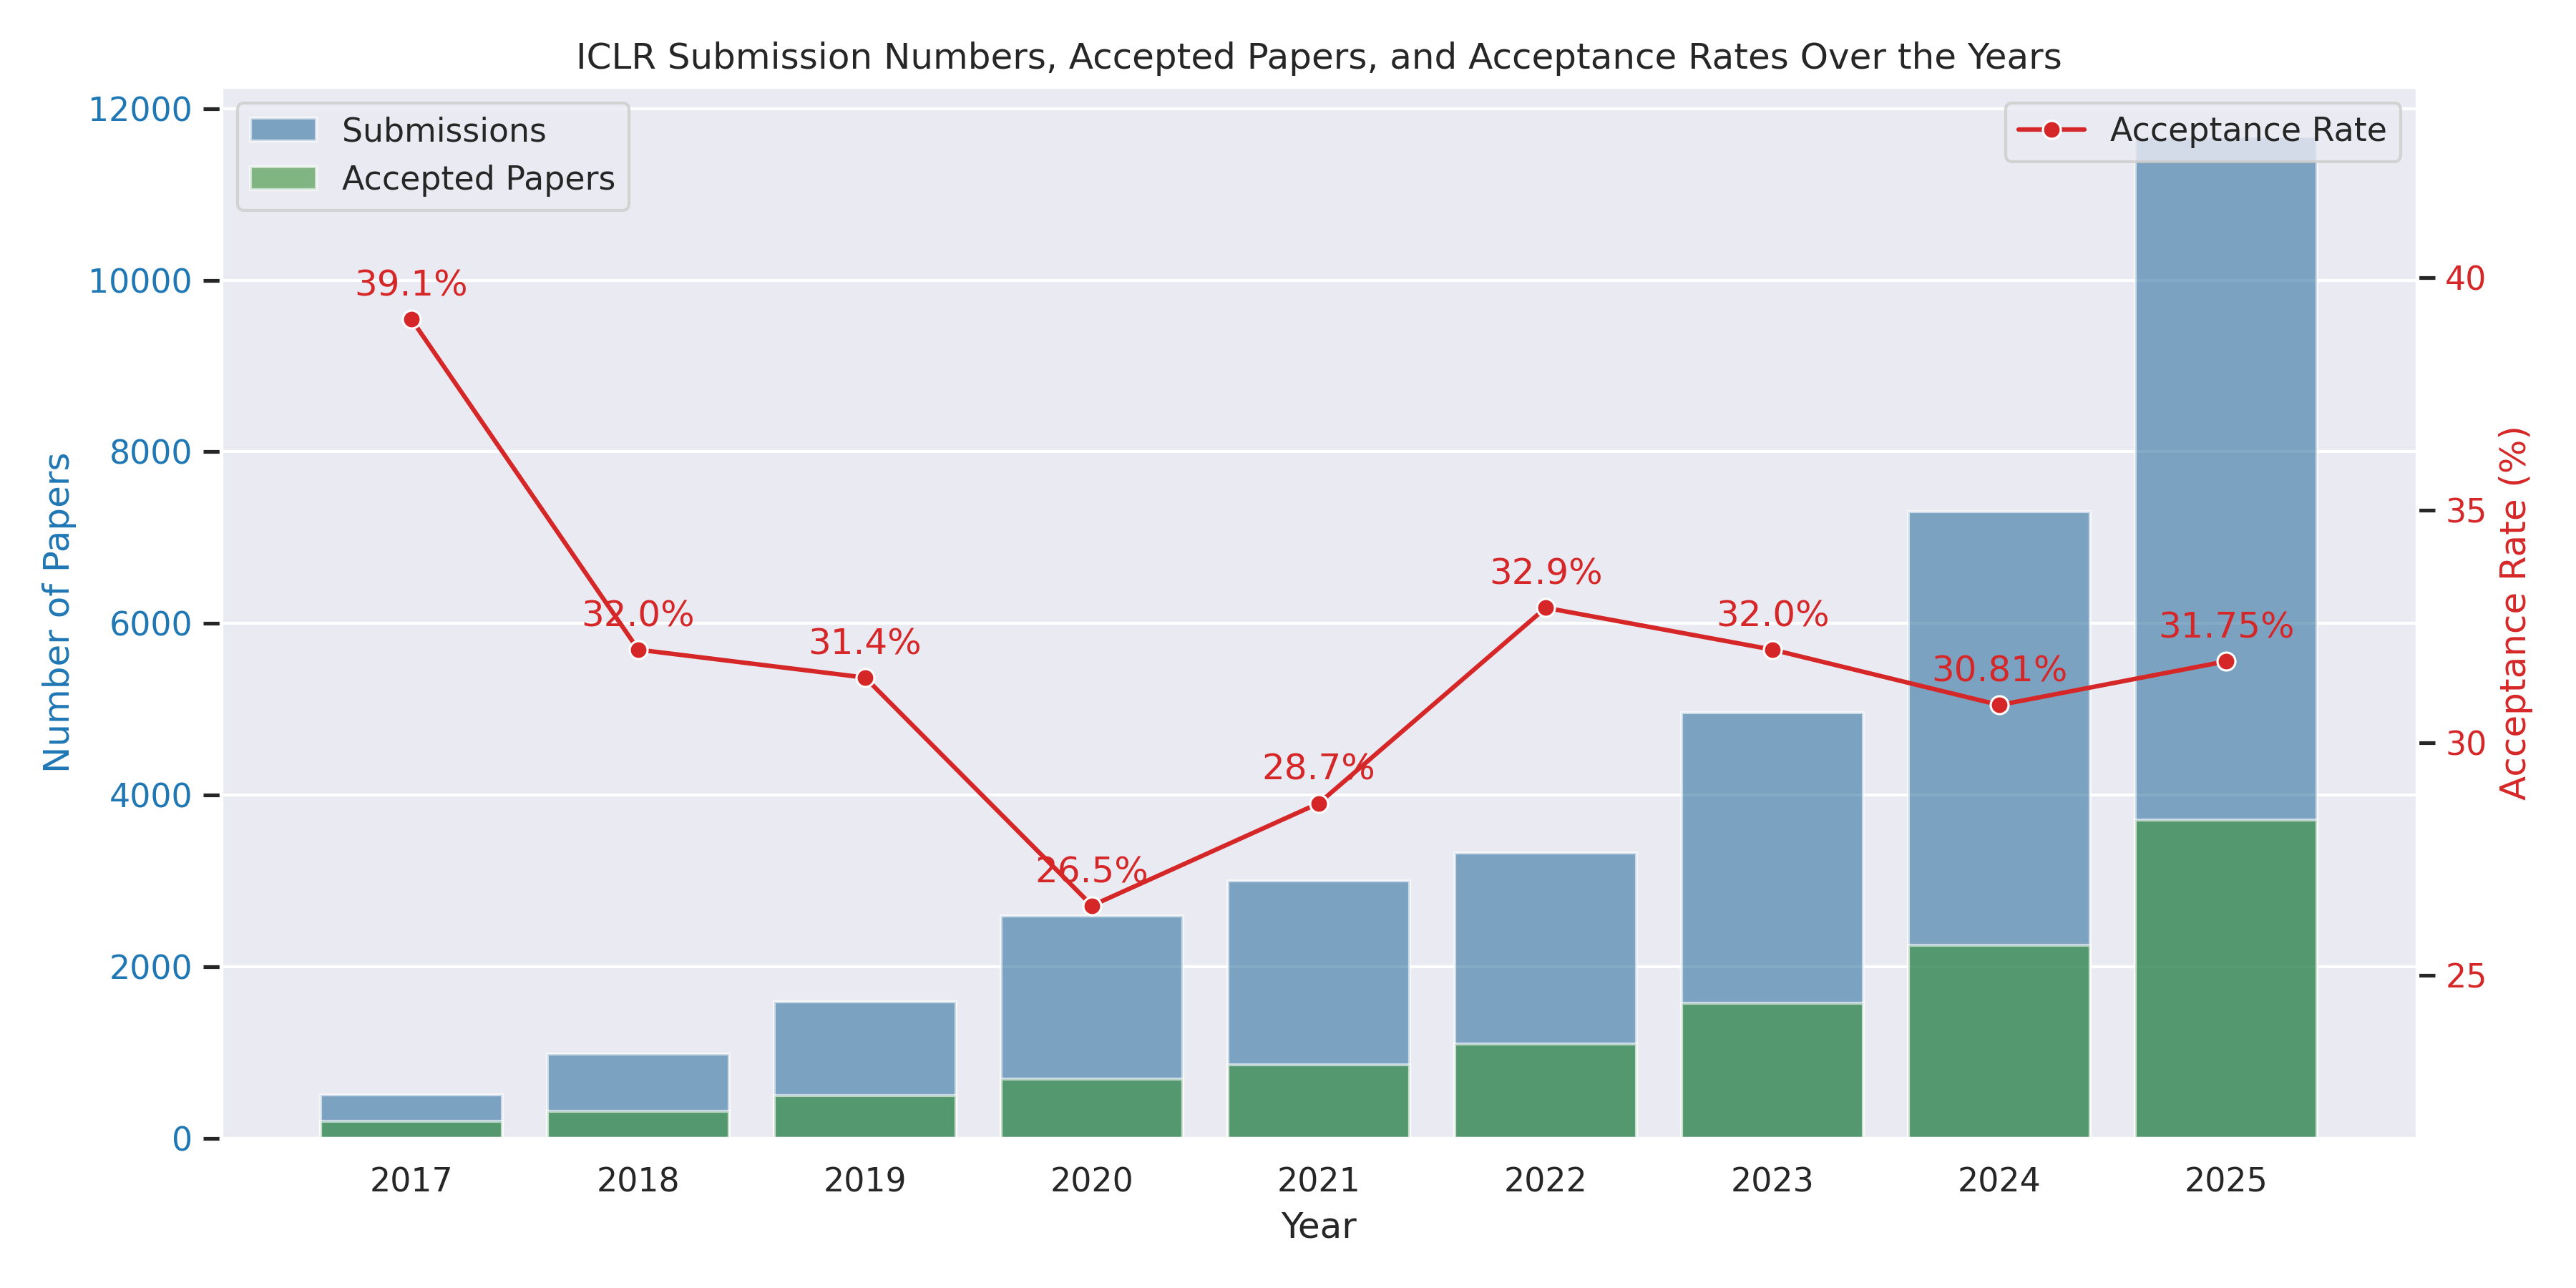 ICLR Submission Numbers, Accepted Papers, and Acceptance Rates Over the Years
Submissions
Accepted Papers
Acceptance Rate
Number of Papers
12000
10000
8000
6000
4000
2000
0
39.1%
32.0%
31.4%
26.5%
28.7%
32.9%
32.0%
30.81%
31.75%
40
35
30
25
Acceptance Rate (%)
2017 2018 2019 2020 2021 2022 2023 2024 2025
Year